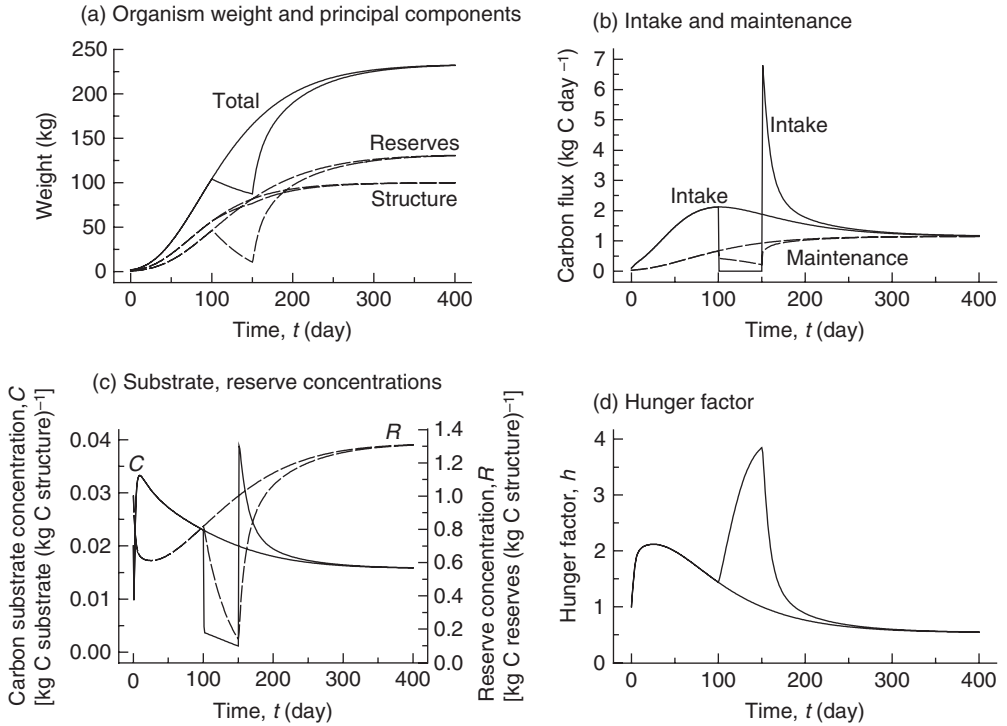 (a) Organism weight and principal components
250
200
150
100
50
0
Weight (kg)
Total
Reserves
Structure
0 100 200 300 400
Time, t (day)
(b) Intake and maintenance
7
6
5
4
3
2
1
0
Carbon flux (kg C day⁻¹)
Intake
Intake
Maintenance
0 100 200 300 400
Time, t (day)
(c) Substrate, reserve concentrations
Carbon substrate concentration, C
[kg C substrate (kg C structure)⁻¹]
0.04
0.03
0.02
0.01
0.00
C
R
1.4
1.2
1.0
0.8
0.6
0.4
0.2
0.0
Reserve concentration, R
[kg C reserves (kg C structure)⁻¹]
0 100 200 300 400
Time, t (day)
(d) Hunger factor
4
3
2
1
0
Hunger factor, h
0 100 200 300 400
Time, t (day)